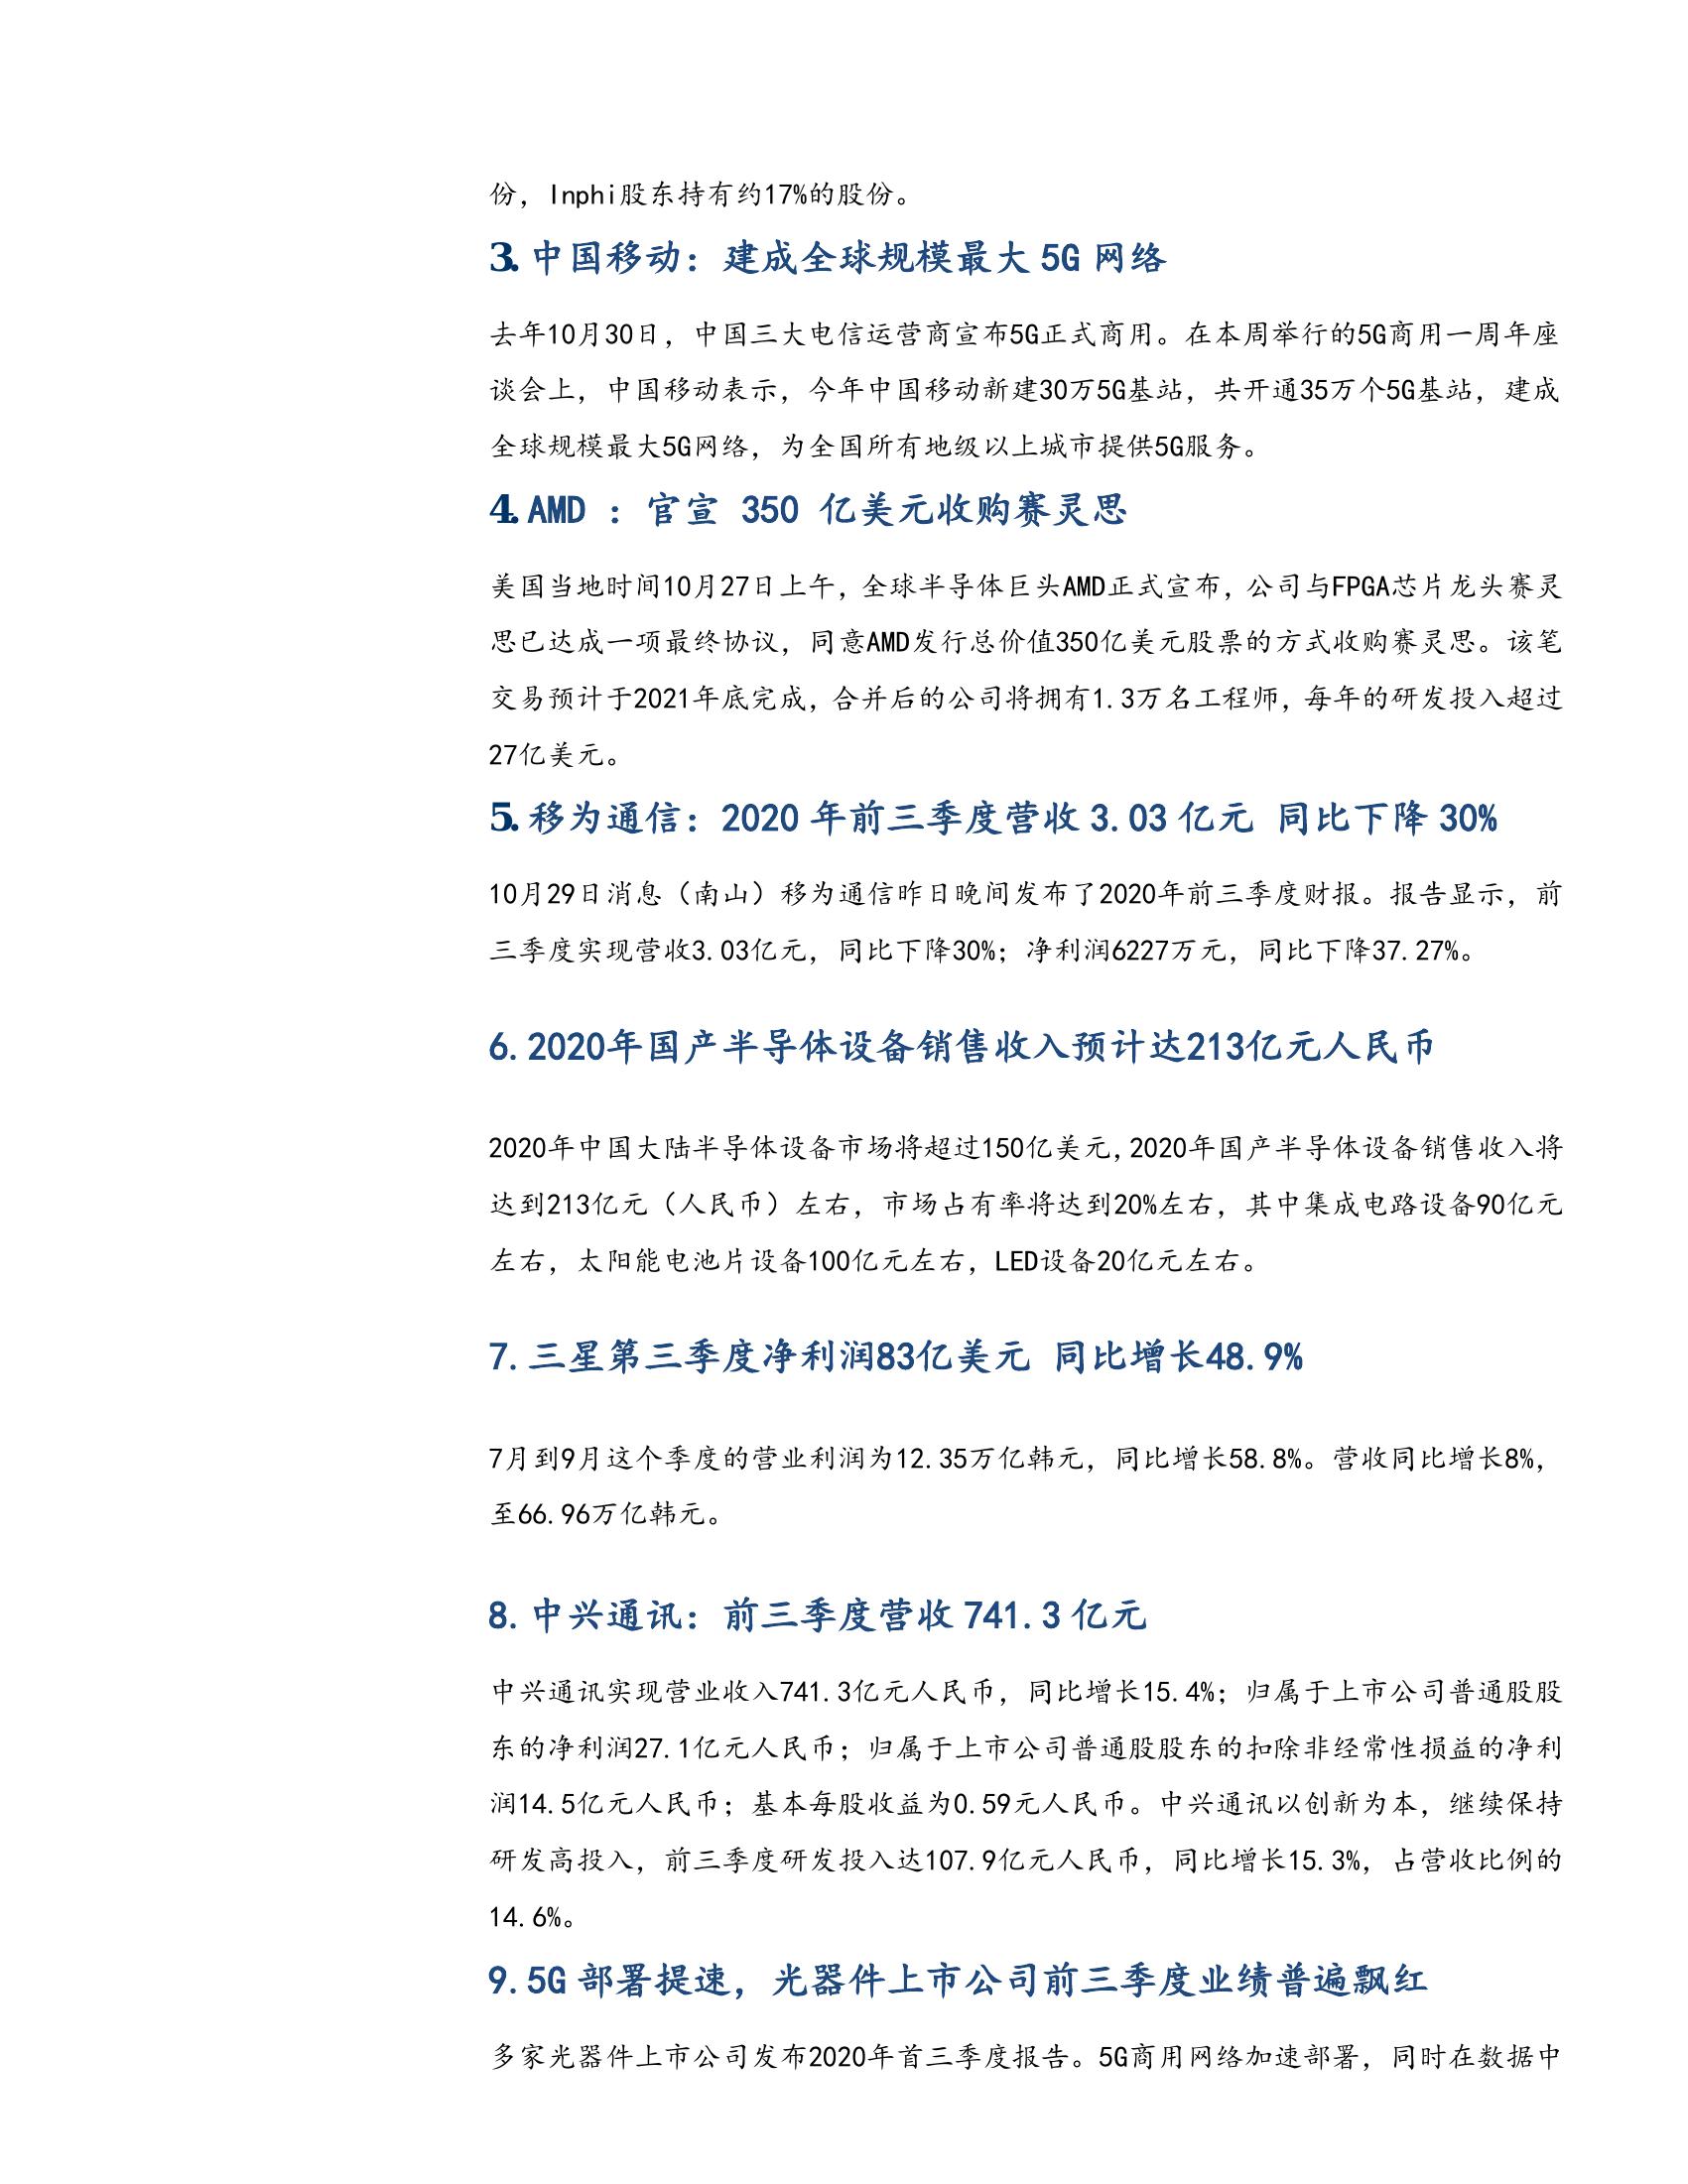 份，Inphi股东持有约17%的股份。
3. 中国移动：建成全球规模最大 5G 网络
去年10月30日，中国三大电信运营商宣布5G正式商用。在本周举行的5G商用一周年座
谈会上，中国移动表示，今年中国移动新建30万5G基站，共开通35万个5G基站，建成
全球规模最大5G网络，为全国所有地级以上城市提供5G服务。
4. AMD ：官宣 350 亿美元收购赛灵思
美国当地时间10月27日上午，全球半导体巨头AMD正式宣布，公司与FPGA芯片龙头赛灵
思已达成一项最终协议，同意AMD发行总价值350亿美元股票的方式收购赛灵思。该笔
交易预计于2021年底完成，合并后的公司将拥有1.3万名工程师，每年的研发投入超过
27亿美元。
5. 移为通信：2020 年前三季度营收 3.03 亿元 同比下降 30%
10月29日消息（南山）移为通信昨日晚间发布了2020年前三季度财报。报告显示，前
三季度实现营收3.03亿元，同比下降30%；净利润6227万元，同比下降37.27%。
6.2020年国产半导体设备销售收入预计达213亿元人民币
2020年中国大陆半导体设备市场将超过150亿美元，2020年国产半导体设备销售收入将
达到213亿元（人民币）左右，市场占有率将达到20%左右，其中集成电路设备90亿元
左右，太阳能电池片设备100亿元左右，LED设备20亿元左右。
7.三星第三季度净利润83亿美元 同比增长48.9%
7月到9月这个季度的营业利润为12.35万亿韩元，同比增长58.8%。营收同比增长8%，
至66.96万亿韩元。
8.中兴通讯：前三季度营收 741.3 亿元
中兴通讯实现营业收入741.3亿元人民币，同比增长15.4%；归属于上市公司普通股股
东的净利润27.1亿元人民币；归属于上市公司普通股股东的扣除非经常性损益的净利
润14.5亿元人民币；基本每股收益为0.59元人民币。中兴通讯以创新为本，继续保持
研发高投入，前三季度研发投入达107.9亿元人民币，同比增长15.3%，占营收比例的
14.6%。
9.5G 部署提速，光器件上市公司前三季度业绩普遍飘红
多家光器件上市公司发布2020年首三季度报告。5G商用网络加速部署，同时在数据中